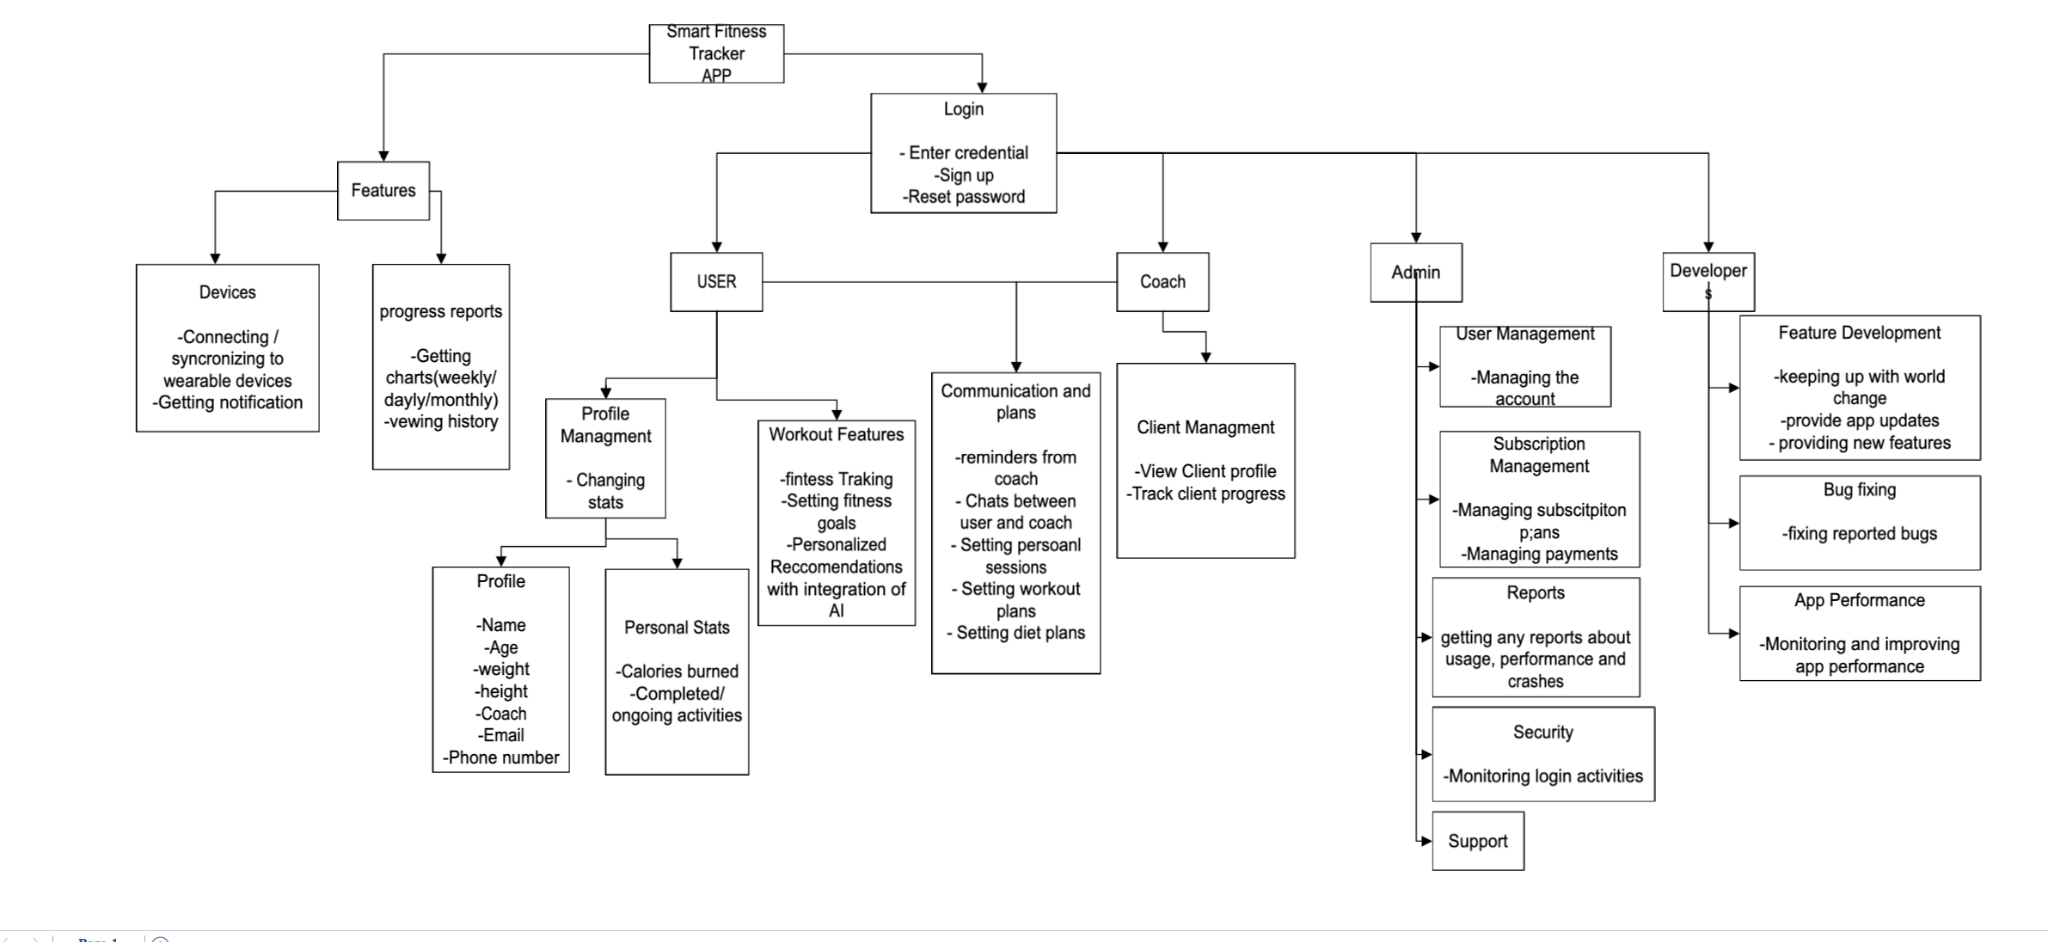 Smart Fitness
Tracker
APP
Login
- Enter credential
-Sign up
-Reset password
Features
Devices
-Connecting /
syncronizing to
wearable devices
-Getting notification
progress reports
-Getting
charts(weekly/
dayly/monthly)
-vewing history
USER
Coach
Admin
Developer
s
Profile
Managment
- Changing
stats
Profile
-Name
-Age
-weight
-height
-Coach
-Email
-Phone number
Personal Stats
-Calories burned
-Completed/
ongoing activities
Workout Features
-fintess Traking
-Setting fitness
goals
-Personalized
Reccomendations
with integration of
AI
Communication and
plans
-reminders from
coach
- Chats between
user and coach
- Setting persoanl
sessions
- Setting workout
plans
- Setting diet plans
Client Managment
-View Client profile
-Track client progress
User Management
-Managing the
account
Subscription
Management
-Managing subscitpiton
p;ans
-Managing payments
Reports
getting any reports about
usage, performance and
crashes
Security
-Monitoring login activities
Support
Feature Development
-keeping up with world
change
-provide app updates
- providing new features
Bug fixing
-fixing reported bugs
App Performance
-Monitoring and improving
app performance
Page-1